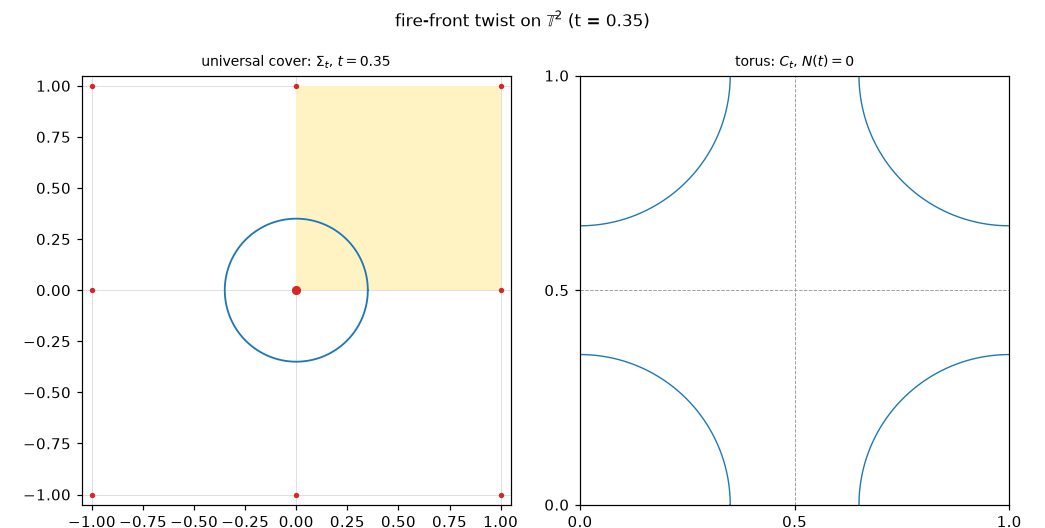 fire-front twist on 𝕋² (t = 0.35)
universal cover: Σₜ, t = 0.35
torus: Cₜ, N(t) = 0
1.00
0.75
0.50
0.25
0.00
−0.25
−0.50
−0.75
−1.00
−1.00 −0.75 −0.50 −0.25 0.00 0.25 0.50 0.75 1.00
1.0
0.5
0.0
0.0 0.5 1.0